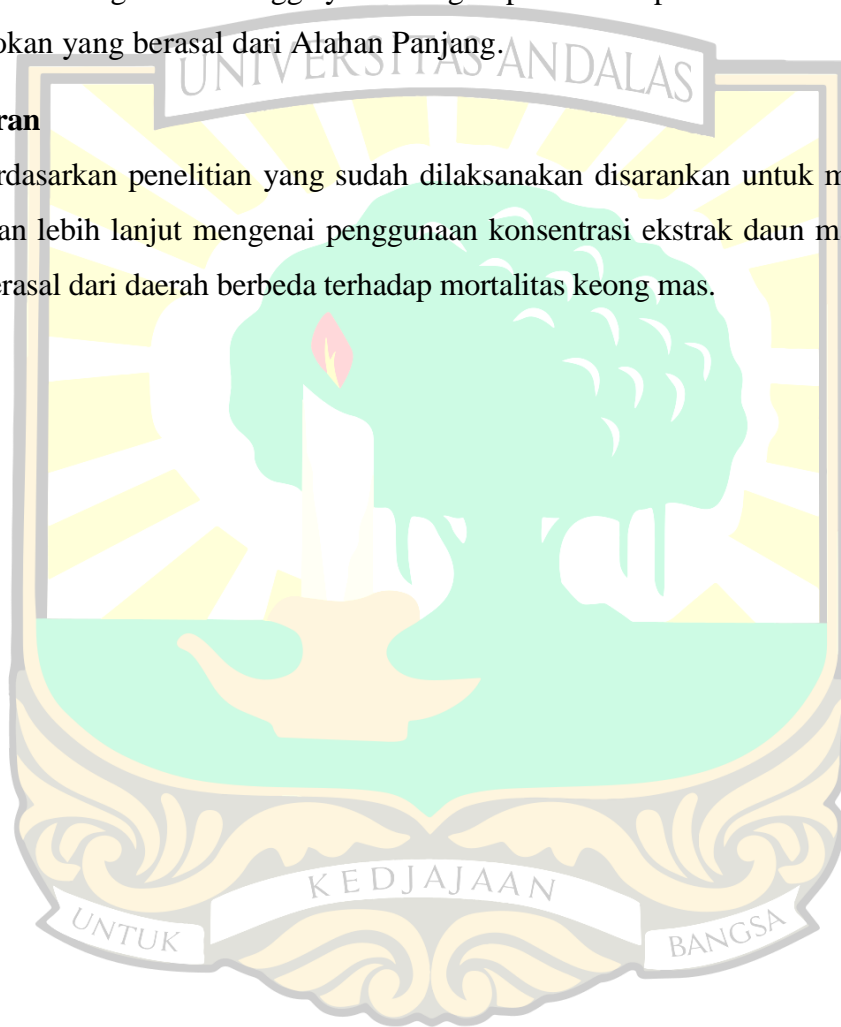 okan yang berasal dari Alahan Panjang.
UNIVERSITAS ANDALAS
ran
rdasarkan penelitian yang sudah dilaksanakan disarankan untuk m
an lebih lanjut mengenai penggunaan konsentrasi ekstrak daun m
erasal dari daerah berbeda terhadap mortalitas keong mas.
KEDJAJAAN
UNTUK
BANGSA